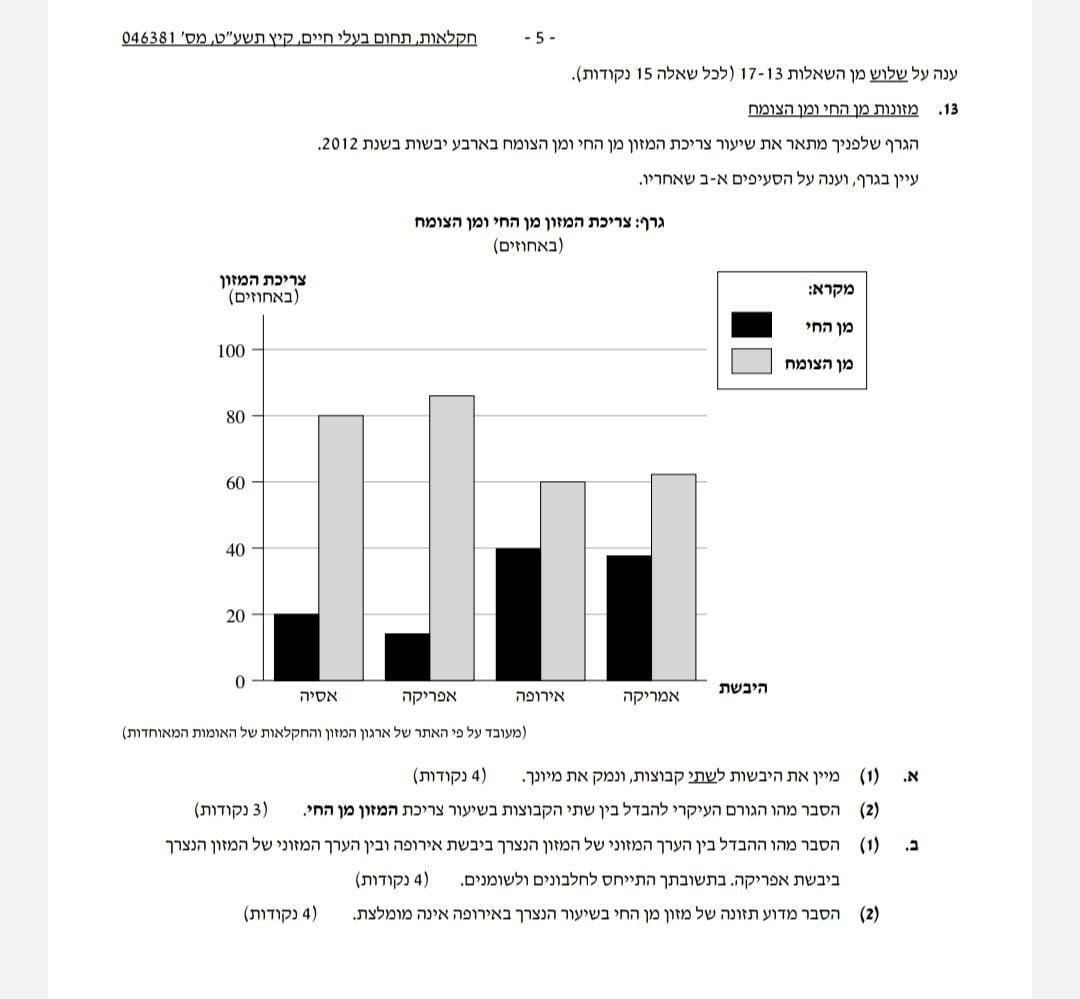 חקלאות, תחום בעלי חיים, קיץ תשע"ט, מס' 046381
- 5 -
ענה על שלוש מן השאלות 13-17 (לכל שאלה 15 נקודות).
13. מזונות מן החי ומן הצומח
הגרף שלפניך מתאר את שיעור צריכת המזון מן החי ומן הצומח בארבע יבשות בשנת 2012.
עיין בגרף, וענה על הסעיפים א-ב שאחריו.
גרף: צריכת המזון מן החי ומן הצומח
(באחוזים)
צריכת המזון
(באחוזים)
מקרא:
מן החי
מן הצומח
100
80
60
40
20
0
אסיה
אפריקה
אירופה
אמריקה
היבשת
(מעובד על פי האתר של ארגון המזון והחקלאות של האומות המאוחדות)
א. (1) מיין את היבשות לשתי קבוצות, ונמק את מיונך. (4 נקודות)
(2) הסבר מהו הגורם העיקרי להבדל בין שתי הקבוצות בשיעור צריכת המזון מן החי. (3 נקודות)
ב. (1) הסבר מהו ההבדל בין הערך המזוני של המזון הנצרך ביבשת אירופה ובין הערך המזוני של המזון הנצרך
ביבשת אפריקה. בתשובתך התייחס לחלבונים ולשומנים. (4 נקודות)
(2) הסבר מדוע תזונה של מזון מן החי בשיעור הנצרך באירופה אינה מומלצת. (4 נקודות)